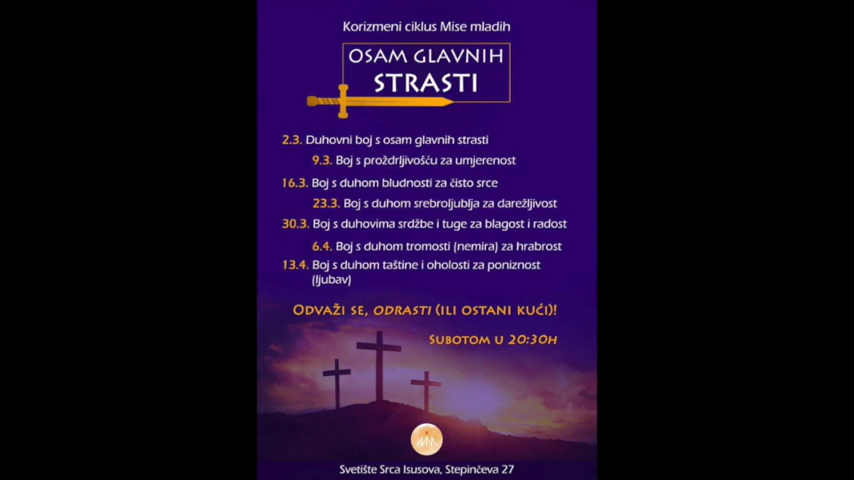 Korizmeni ciklus Mise mladih
OSAM GLAVNIH
STRASTI
2.3. Duhovni boj s osam glavnih strasti
9.3. Boj s proždrljivošću za umjerenost
16.3. Boj s duhom bludnosti za čisto srce
23.3. Boj s duhom srebroljublja za darežljivost
30.3. Boj s duhovima srdžbe i tuge za blagost i radost
6.4. Boj s duhom tromosti (nemira) za hrabrost
13.4. Boj s duhom taštine i oholosti za poniznost
(ljubav)
ODVAŽI SE, ODRASTI (ILI OSTANI KUĆI)!
SUBOTOM U 20:30H
Svetište Srca Isusova, Stepinčeva 27